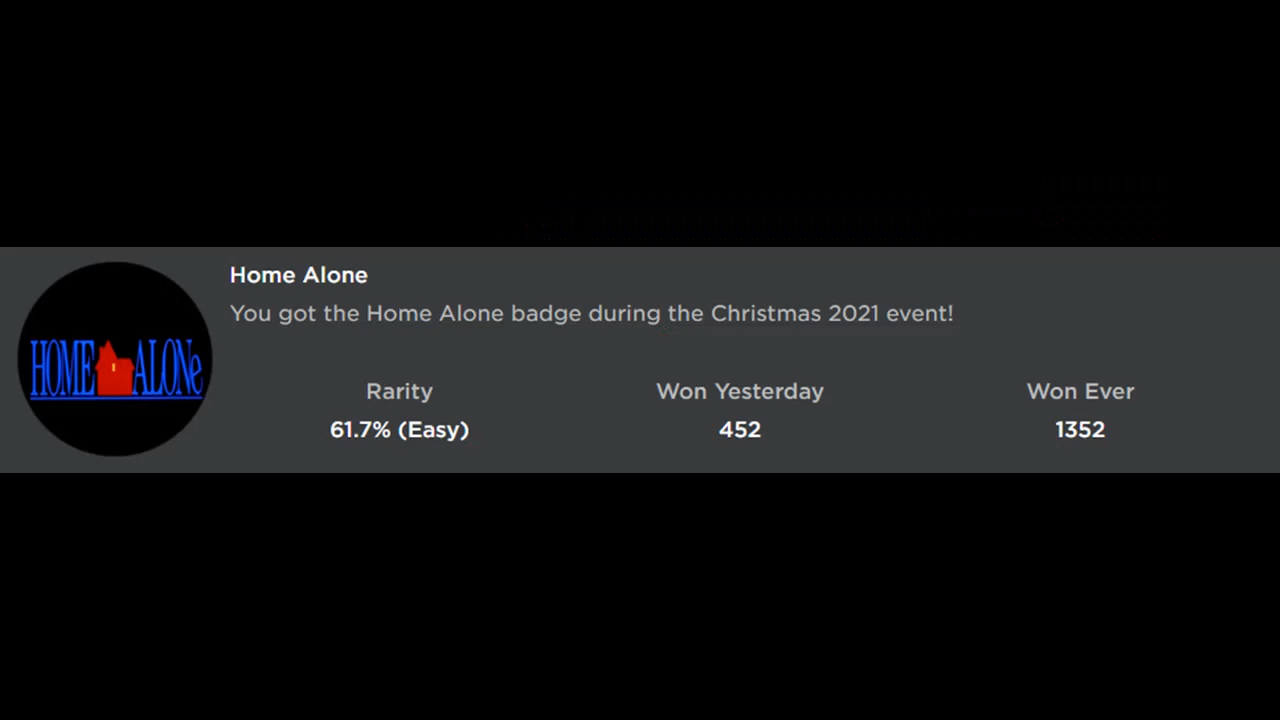 Home Alone
You got the Home Alone badge during the Christmas 2021 event!
HOME ALONe
Rarity Won Yesterday Won Ever
61.7% (Easy) 452 1352